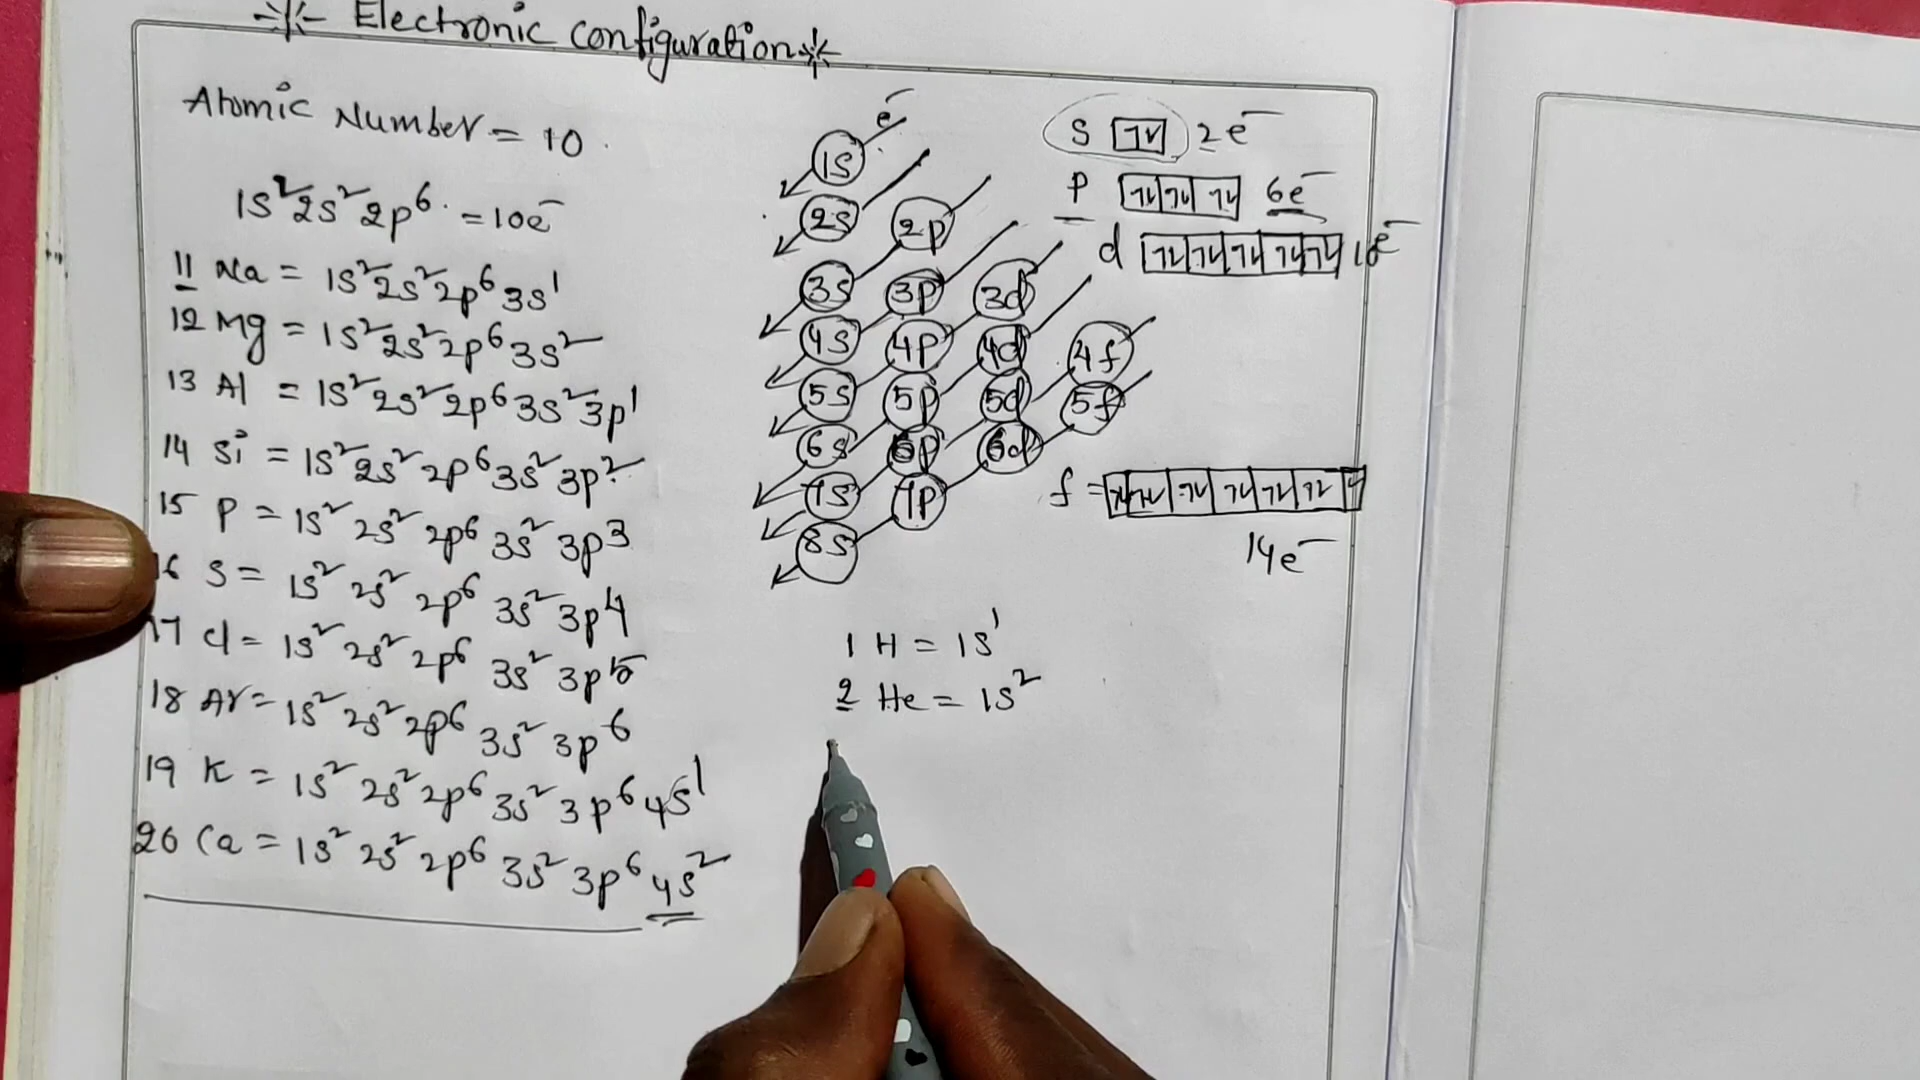 Electronic configuration
Atomic Number = 10
1s² 2s² 2p⁶ = 10e⁻
11 Na = 1s² 2s² 2p⁶ 3s¹
12 Mg = 1s² 2s² 2p⁶ 3s²
13 Al = 1s² 2s² 2p⁶ 3s² 3p¹
14 Si = 1s² 2s² 2p⁶ 3s² 3p²
15 P = 1s² 2s² 2p⁶ 3s² 3p³
16 S = 1s² 2s² 2p⁶ 3s² 3p⁴
17 Cl = 1s² 2s² 2p⁶ 3s² 3p⁵
18 Ar = 1s² 2s² 2p⁶ 3s² 3p⁶
19 K = 1s² 2s² 2p⁶ 3s² 3p⁶ 4s¹
20 Ca = 1s² 2s² 2p⁶ 3s² 3p⁶ 4s²
e⁻
1s
2s 2p
3s 3p 3d
4s 4p 4d 4f
5s 5p 5d 5f
6s 6p 6d
7s 7p
8s
S 2e⁻
P 6e⁻
d 10e⁻
f =
14e⁻
1 H = 1s¹
2 He = 1s²